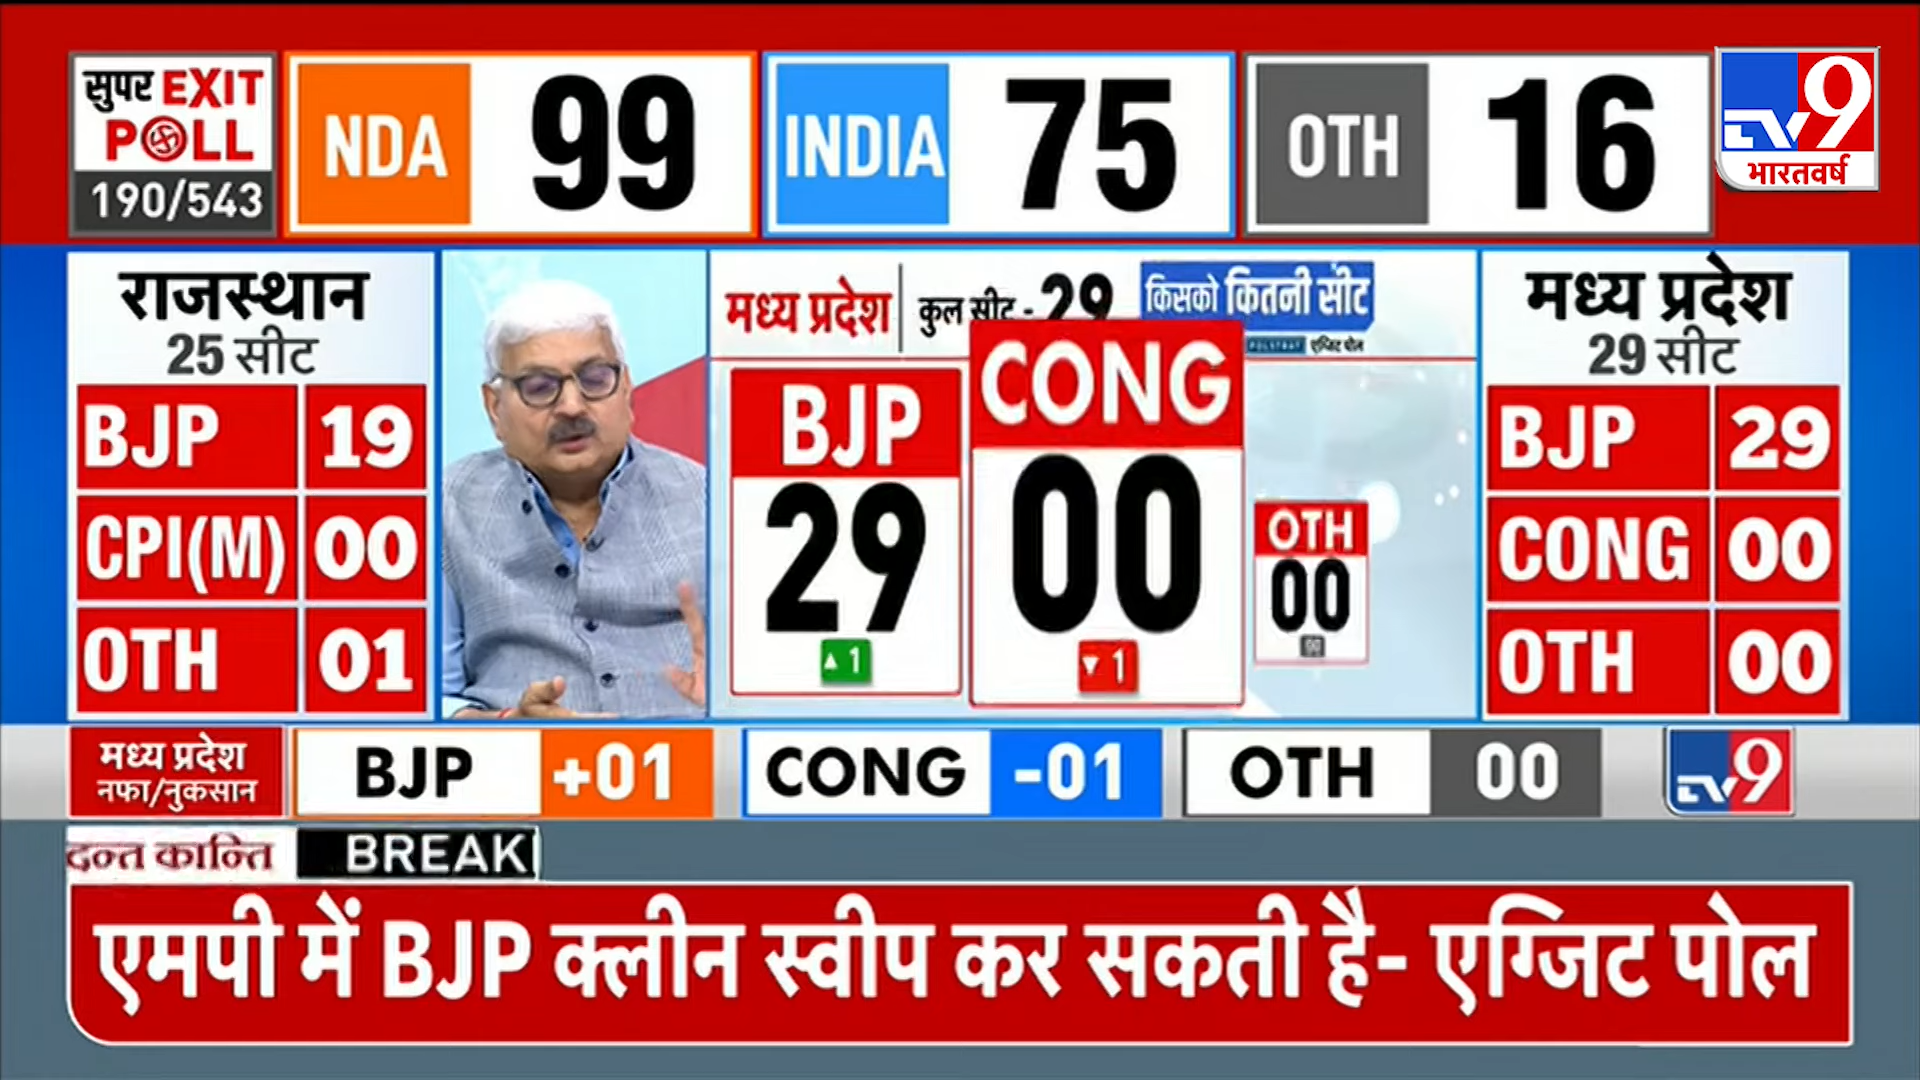 सुपर EXIT
POLL
190/543
NDA 99
INDIA 75
OTH 16
TV9
भारतवर्ष
राजस्थान
25 सीट
BJP 19
CPI(M) 00
OTH 01
मध्य प्रदेश कुल सीट - 29 किसको कितनी सीट
POLSTRAT एग्जिट पोल
BJP
29
▲ 1
CONG
00
▼ 1
OTH
00
00
मध्य प्रदेश
29 सीट
BJP 29
CONG 00
OTH 00
मध्य प्रदेश
नफा/नुकसान
BJP +01
CONG -01
OTH 00
TV9
दन्त कान्ति BREAK
एमपी में BJP क्लीन स्वीप कर सकती है- एग्जिट पोल